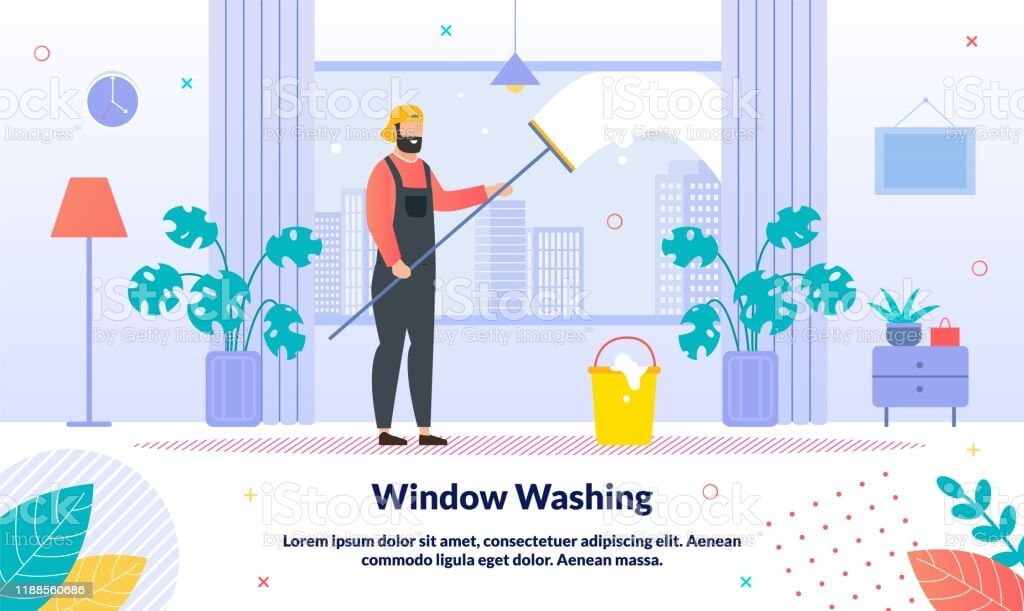 iStock
by Getty Images™
Window Washing
Lorem ipsum dolor sit amet, consectetuer adipiscing elit. Aenean
commodo ligula eget dolor. Aenean massa.
1188560686